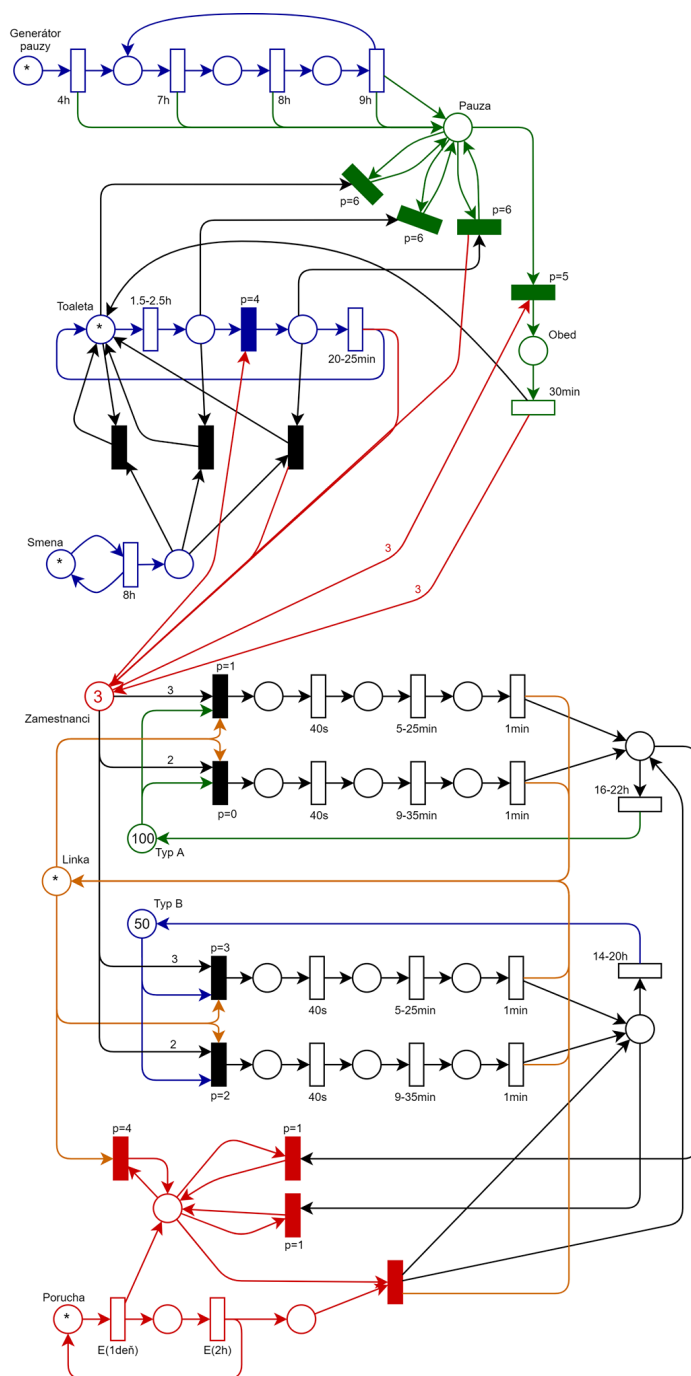 Generátor
pauzy
*
4h
7h
8h
9h
Pauza
p=6
p=6
p=6
p=5
Toaleta
*
1.5-2.5h
p=4
20-25min
Obed
30min
Smena
*
8h
3
3
3
Zamestnanci
3
p=1
40s
5-25min
1min
2
p=0
40s
9-35min
1min
16-22h
100
Typ A
Linka
*
Typ B
50
14-20h
3
p=3
40s
5-25min
1min
2
p=2
40s
9-35min
1min
p=4
p=1
p=1
Porucha
*
E(1deň)
E(2h)